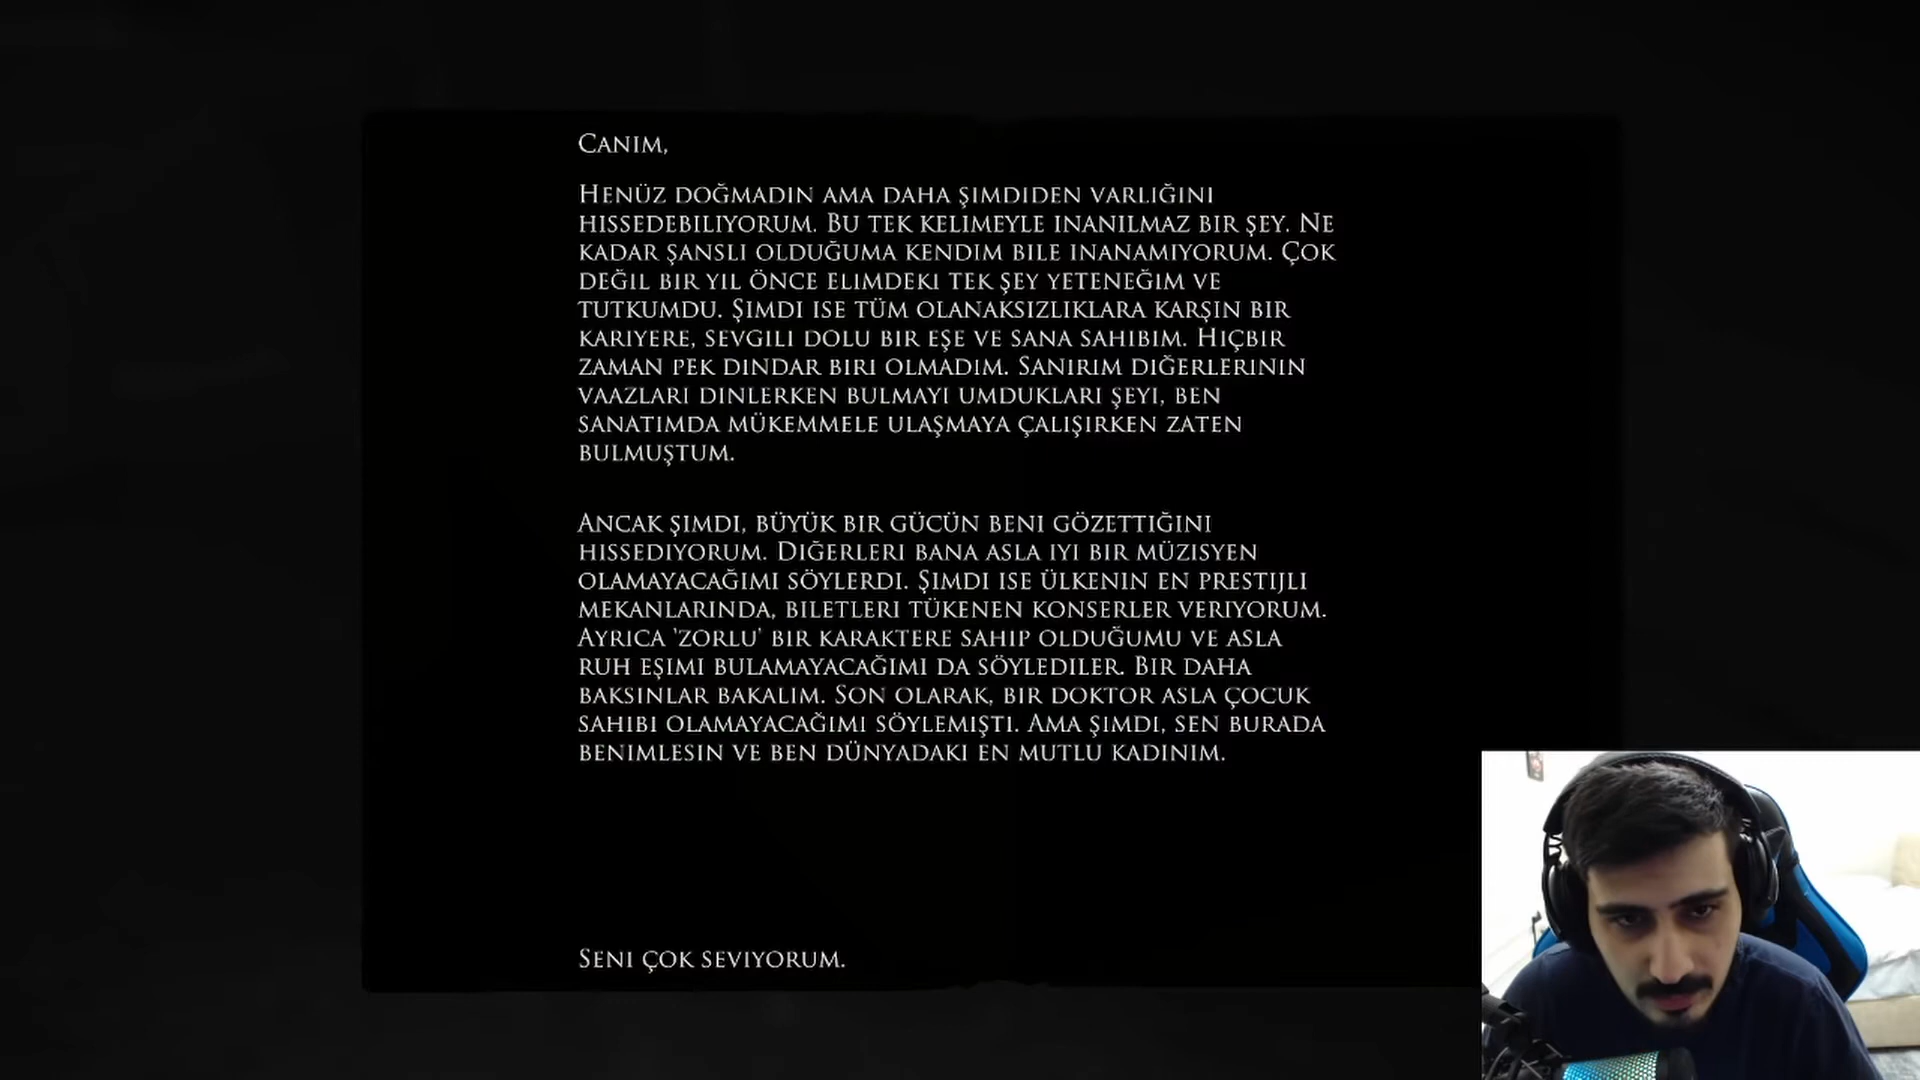 Canım,
Henüz doğmadın ama daha şimdiden varlığını
hissedebiliyorum. Bu tek kelimeyle inanılmaz bir şey. Ne
kadar şanslı olduğuma kendim bile inanamıyorum. Çok
değil bir yıl önce elimdeki tek şey yeteneğim ve
tutkumdu. Şimdi ise tüm olanaksızlıklara karşın bir
kariyere, sevgili dolu bir eşe ve sana sahibim. Hiçbir
zaman pek dindar biri olmadım. Sanırım diğerlerinin
vaazları dinlerken bulmayı umdukları şeyi, ben
sanatımda mükemmele ulaşmaya çalışırken zaten
bulmuştum.
Ancak şimdi, büyük bir gücün beni gözettiğini
hissediyorum. Diğerleri bana asla iyi bir müzisyen
olamayacağımı söylerdi. Şimdi ise ülkenin en prestijli
mekanlarında, biletleri tükenen konserler veriyorum.
Ayrıca 'zorlu' bir karaktere sahip olduğumu ve asla
ruh eşimi bulamayacağımı da söylediler. Bir daha
baksınlar bakalım. Son olarak, bir doktor asla çocuk
sahibi olamayacağımı söylemişti. Ama şimdi, sen burada
benimlesin ve ben dünyadaki en mutlu kadınım.
Seni çok seviyorum.